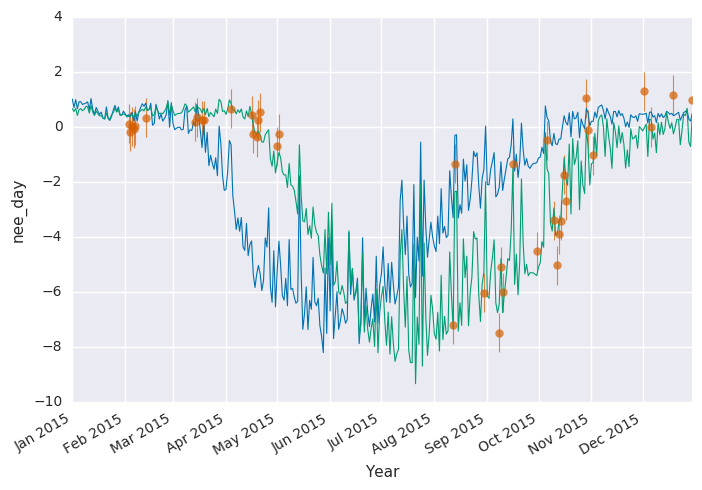 4
2
0
−2
−4
−6
−8
−10
nee_day
Jan 2015
Feb 2015
Mar 2015
Apr 2015
May 2015
Jun 2015
Jul 2015
Aug 2015
Sep 2015
Oct 2015
Nov 2015
Dec 2015
Year